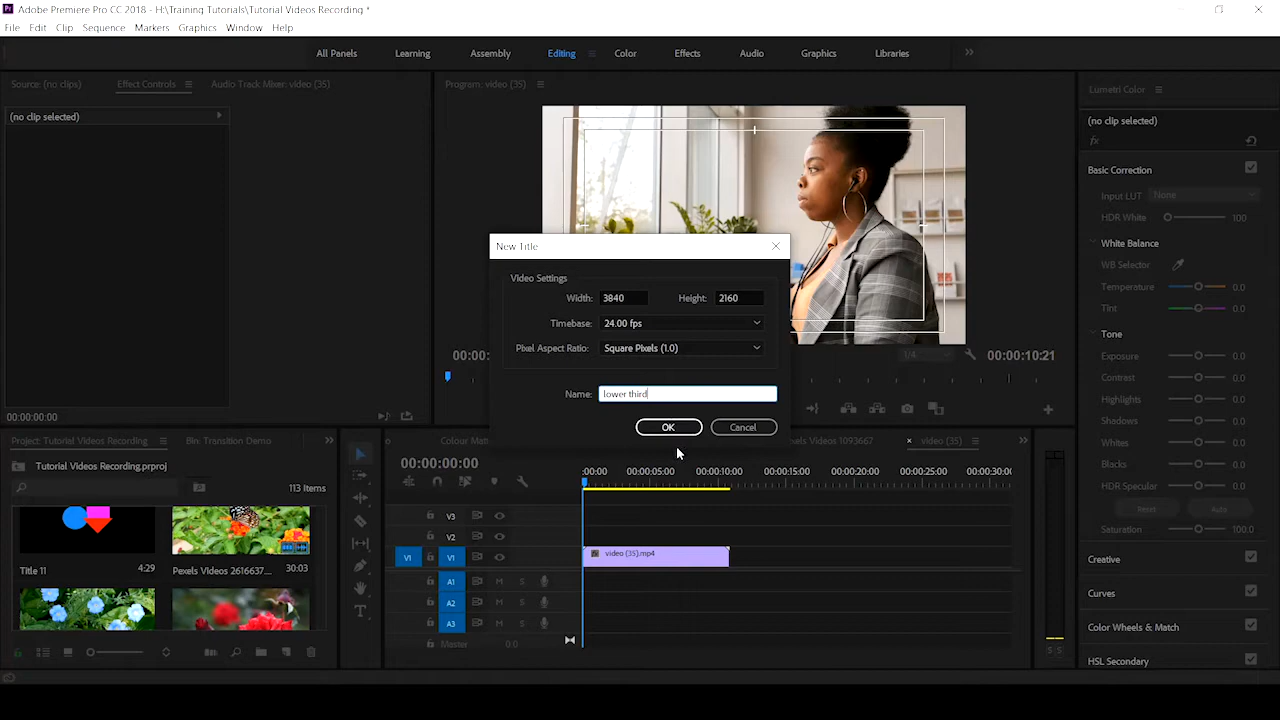 Adobe Premiere Pro CC 2018 - H:\Training Tutorials\Tutorial Videos Recording *
File Edit Clip Sequence Markers Graphics Window Help
All Panels Learning Assembly Editing Color Effects Audio Graphics Libraries
Source: (no clips) Effect Controls Audio Track Mixer: video (35) Program: video (35) Lumetri Color
(no clip selected) (no clip selected)
fx
Basic Correction
Input LUT None
HDR White 100
New Title
White Balance
WB Selector
Video Settings
Temperature 0.0
Width: 3840 Height: 2160
Tint 0.0
Timebase: 24.00 fps
Tone
Pixel Aspect Ratio: Square Pixels (1.0)
00:00: 1/4 00:00:10:21
Exposure 0.0
Contrast 0.0
Name: lower third
Highlights 0.0
00:00:00:00
Shadows 0.0
OK Cancel
Project: Tutorial Videos Recording Bin: Transition Demo Colour Mat exels Videos 1093667 video (35)
Whites 0.0
Tutorial Videos Recording.prproj 00:00:00:00
Blacks 0.0
:00:00 00:00:05:00 00:00:10:00 00:00:15:00 00:00:20:00 00:00:25:00 00:00:30:00
HDR Specular 0.0
113 Items
Reset Auto
V3
Saturation 100.0
V2
V1 V1 video (35).mp4
Creative
Title 11 4:29 Pexels Videos 2616637... 30:03
A1 M S
Curves
A2 M S
A3 M S
Color Wheels & Match
Master 0.0
S S
HSL Secondary